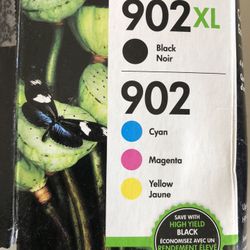 902XL
Black
Noir
902
Cyan
Magenta
Yellow
Jaune
SAVE WITH
HIGH YIELD
BLACK
ÉCONOMISEZ AVEC UN
RENDEMENT ÉLEVÉ